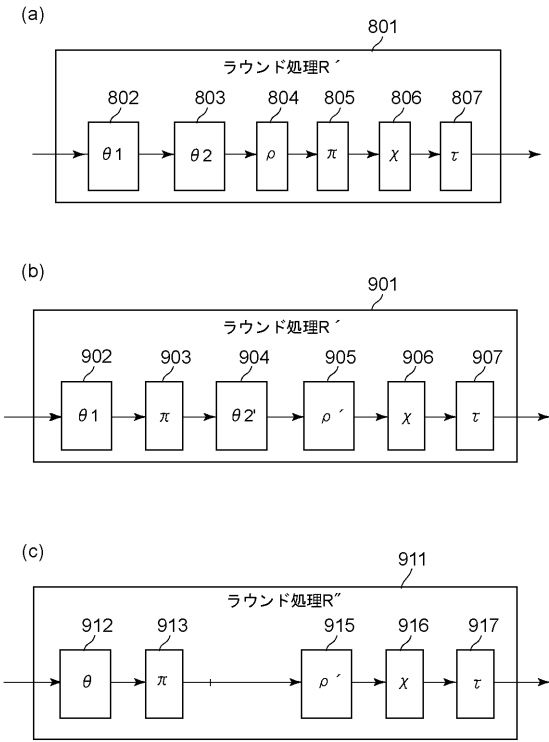 (a)
801
ラウンド処理R´
802 803 804 805 806 807
θ1 θ2 ρ π χ τ
(b)
901
ラウンド処理R´
902 903 904 905 906 907
θ1 π θ2' ρ´ χ τ
(c)
911
ラウンド処理R″
912 913 915 916 917
θ π ρ´ χ τ